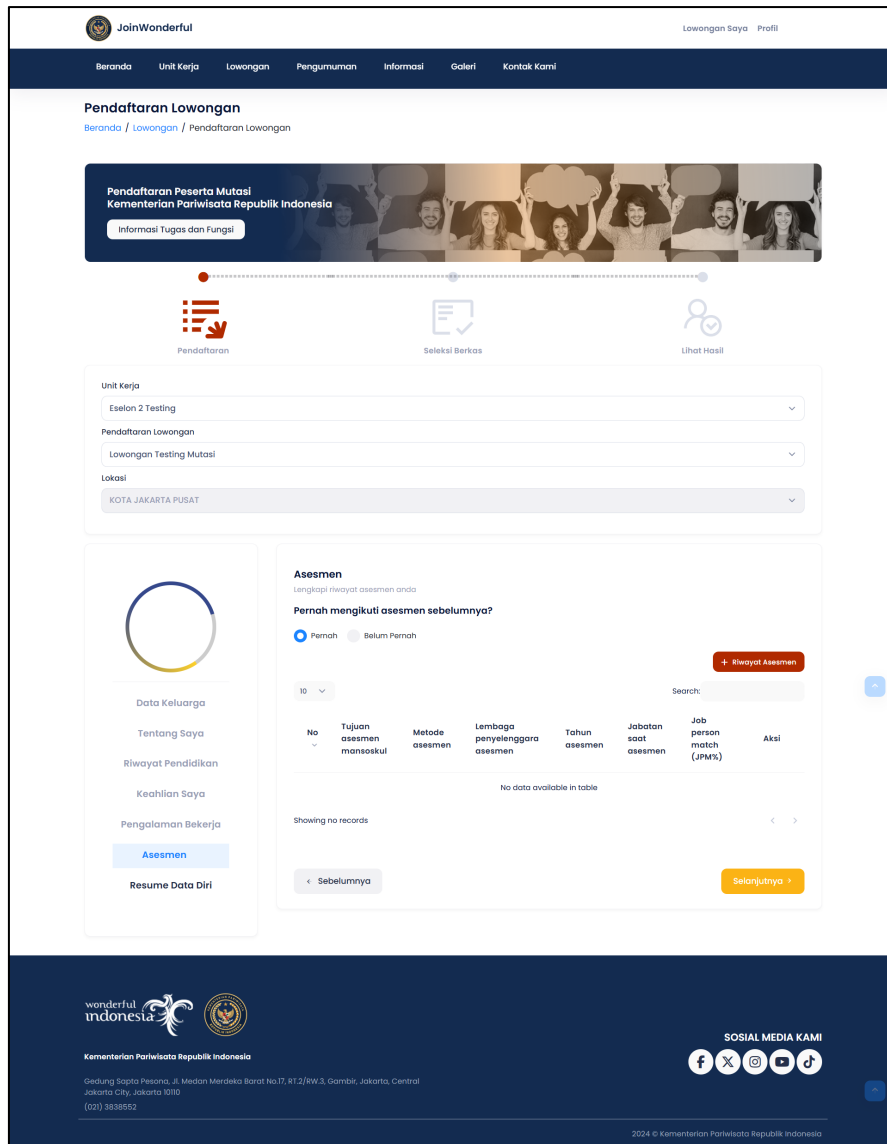 JoinWonderful
Lowongan Saya Profil
Beranda Unit Kerja Lowongan Pengumuman Informasi Galeri Kontak Kami
Pendaftaran Lowongan
Beranda / Lowongan / Pendaftaran Lowongan
Pendaftaran Peserta Mutasi
Kementerian Pariwisata Republik Indonesia
Informasi Tugas dan Fungsi
Pendaftaran
Seleksi Berkas
Lihat Hasil
Unit Kerja
Eselon 2 Testing
Pendaftaran Lowongan
Lowongan Testing Mutasi
Lokasi
KOTA JAKARTA PUSAT
Data Keluarga
Tentang Saya
Riwayat Pendidikan
Keahlian Saya
Pengalaman Bekerja
Asesmen
Resume Data Diri
Asesmen
Lengkapi riwayat asesmen anda
Pernah mengikuti asesmen sebelumnya?
Pernah Belum Pernah
+ Riwayat Asesmen
10
Search:
No
Tujuan asesmen mansoskul
Metode asesmen
Lembaga penyelenggara asesmen
Tahun asesmen
Jabatan saat asesmen
Job person match (JPM%)
Aksi
No data available in table
Showing no records
‹ ›
‹ Sebelumnya
Selanjutnya ›
wonderful
indonesia
Kementerian Pariwisata Republik Indonesia
Gedung Sapta Pesona, Jl. Medan Merdeka Barat No.17, RT.2/RW.3, Gambir, Jakarta, Central
Jakarta City, Jakarta 10110
(021) 3838552
SOSIAL MEDIA KAMI
2024 © Kementerian Pariwisata Republik Indonesia